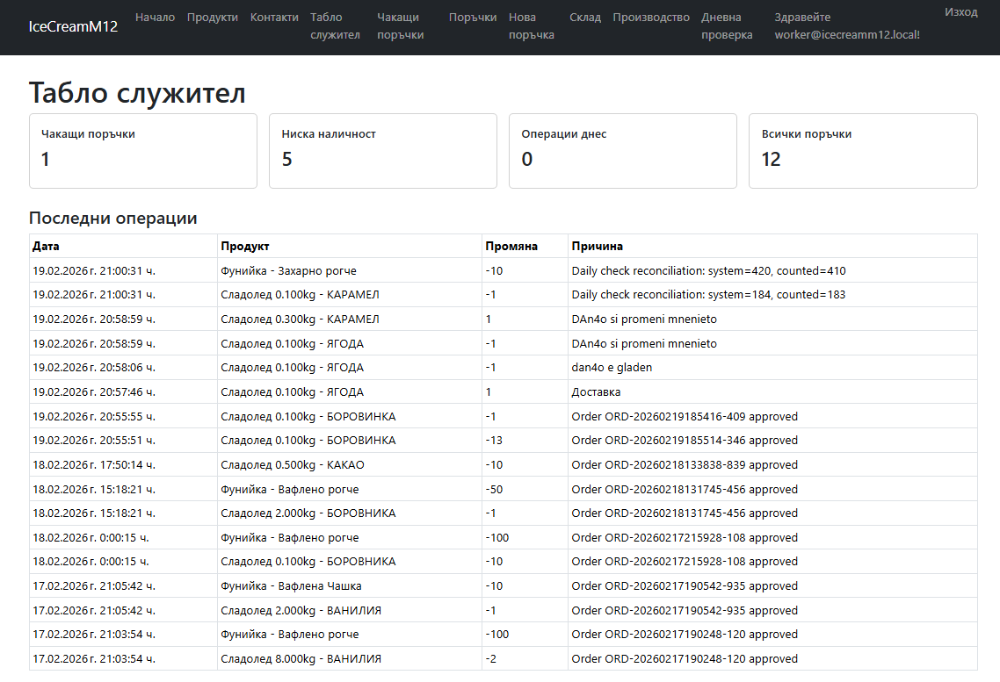 IceCreamM12 Начало Продукти Контакти Табло служител Чакащи поръчки Поръчки Нова поръчка Склад Производство Дневна проверка Здравейте worker@icecreamm12.local! Изход
Табло служител
Чакащи поръчки
1
Ниска наличност
5
Операции днес
0
Всички поръчки
12
Последни операции
Дата Продукт Промяна Причина
19.02.2026 г. 21:00:31 ч. Фунийка - Захарно рогче -10 Daily check reconciliation: system=420, counted=410
19.02.2026 г. 21:00:31 ч. Сладолед 0.100kg - КАРАМЕЛ -1 Daily check reconciliation: system=184, counted=183
19.02.2026 г. 20:58:59 ч. Сладолед 0.300kg - КАРАМЕЛ 1 DAn4o si promeni mnenieto
19.02.2026 г. 20:58:59 ч. Сладолед 0.100kg - ЯГОДА -1 DAn4o si promeni mnenieto
19.02.2026 г. 20:58:06 ч. Сладолед 0.100kg - ЯГОДА -1 dan4o e gladen
19.02.2026 г. 20:57:46 ч. Сладолед 0.100kg - ЯГОДА 1 Доставка
19.02.2026 г. 20:55:55 ч. Сладолед 0.100kg - БОРОВИНКА -1 Order ORD-20260219185416-409 approved
19.02.2026 г. 20:55:51 ч. Сладолед 0.100kg - БОРОВИНКА -13 Order ORD-20260219185514-346 approved
18.02.2026 г. 17:50:14 ч. Сладолед 0.500kg - КАКАО -10 Order ORD-20260218133838-839 approved
18.02.2026 г. 15:18:21 ч. Фунийка - Вафлено рогче -50 Order ORD-20260218131745-456 approved
18.02.2026 г. 15:18:21 ч. Сладолед 2.000kg - БОРОВНИКА -1 Order ORD-20260218131745-456 approved
18.02.2026 г. 0:00:15 ч. Фунийка - Вафлено рогче -100 Order ORD-20260217215928-108 approved
18.02.2026 г. 0:00:15 ч. Сладолед 0.100kg - БОРОВНИКА -10 Order ORD-20260217215928-108 approved
17.02.2026 г. 21:05:42 ч. Фунийка - Вафлена Чашка -10 Order ORD-20260217190542-935 approved
17.02.2026 г. 21:05:42 ч. Сладолед 2.000kg - ВАНИЛИЯ -1 Order ORD-20260217190542-935 approved
17.02.2026 г. 21:03:54 ч. Фунийка - Вафлено рогче -100 Order ORD-20260217190248-120 approved
17.02.2026 г. 21:03:54 ч. Сладолед 8.000kg - ВАНИЛИЯ -2 Order ORD-20260217190248-120 approved